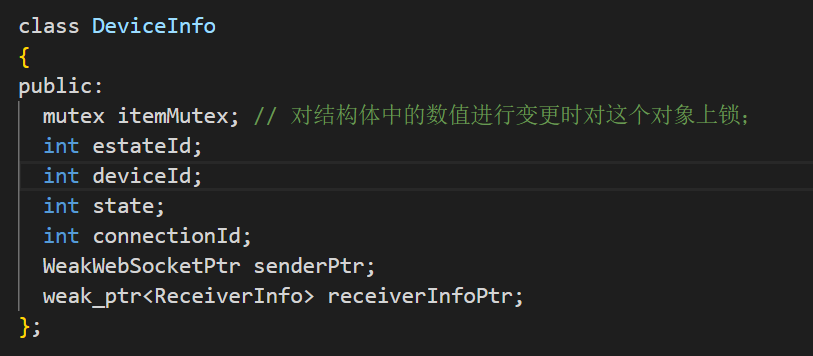 class DeviceInfo
{
public:
  mutex itemMutex; // 对结构体中的数值进行变更时对这个对象上锁;
  int estateId;
  int deviceId;
  int state;
  int connectionId;
  WeakWebSocketPtr senderPtr;
  weak_ptr<ReceiverInfo> receiverInfoPtr;
};